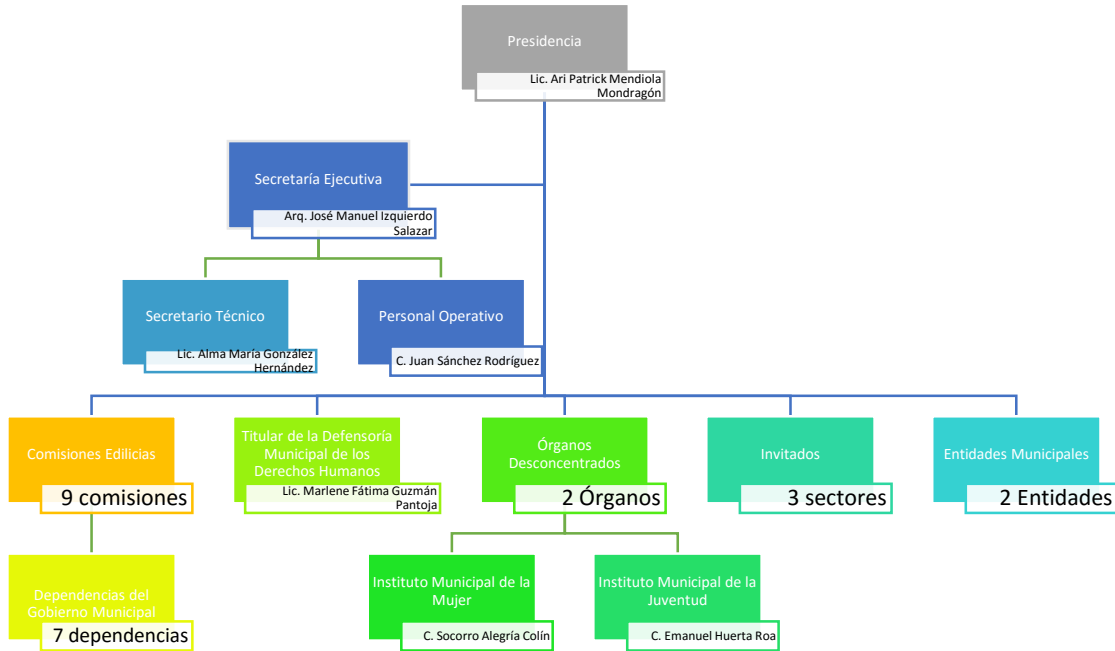 Presidencia
Lic. Ari Patrick Mendiola
Mondragón
Secretaría Ejecutiva
Arq. José Manuel Izquierdo
Salazar
Secretario Técnico
Lic. Alma María González
Hernández
Personal Operativo
C. Juan Sánchez Rodríguez
Comisiones Edilicias
9 comisiones
Titular de la Defensoría
Municipal de los
Derechos Humanos
Lic. Marlene Fátima Guzmán
Pantoja
Órganos
Desconcentrados
2 Órganos
Invitados
3 sectores
Entidades Municipales
2 Entidades
Dependencias del
Gobierno Municipal
7 dependencias
Instituto Municipal de la
Mujer
C. Socorro Alegría Colín
Instituto Municipal de la
Juventud
C. Emanuel Huerta Roa